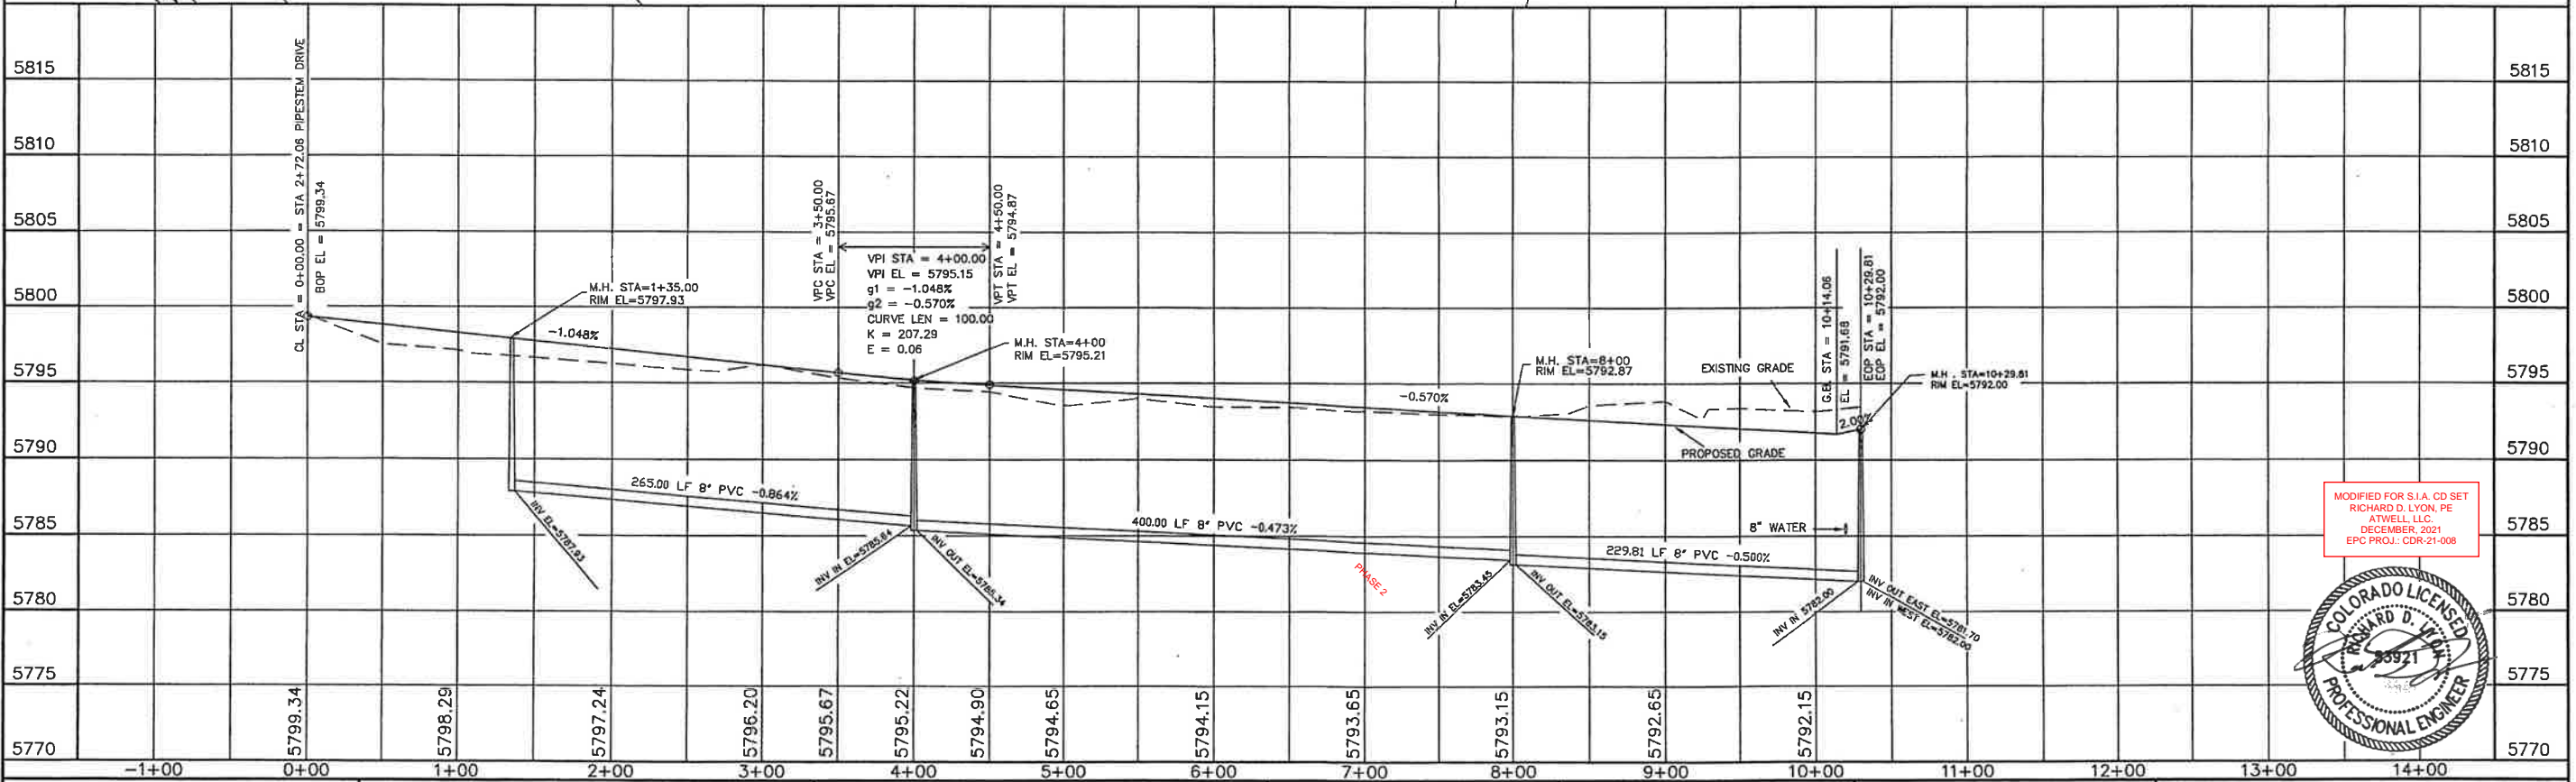 CL STA = 0+00.00 = STA 2+72.06 PIPESTEM DRIVE
BOP EL = 5799.34
5815
5810
5805
5800
5795
5790
5785
5780
5775
5770
M.H. STA=1+35.00
RIM EL=5797.93
-1.048%
VPC STA = 3+50.00
VPC EL = 5795.67
VPI STA = 4+00.00
VPI EL = 5795.15
g1 = -1.048%
g2 = -0.570%
CURVE LEN = 100.00
K = 207.29
E = 0.06
VPT STA = 4+50.00
VPT EL = 5794.87
M.H. STA=4+00
RIM EL=5795.21
-0.570%
M.H. STA=8+00
RIM EL=5792.87
EXISTING GRADE
PROPOSED GRADE
G.B. STA = 10+14.06
EL = 5791.68
EOP STA = 10+29.81
EOP EL = 5792.00
2.00%
M.H. STA=10+29.81
RIM EL=5792.00
265.00 LF 8" PVC -0.864%
400.00 LF 8" PVC -0.473%
229.81 LF 8" PVC -0.500%
8" WATER
INV EL=5787.93
INV IN EL=5785.64
INV OUT EL=5785.34
PHASE 2
INV IN EL=5783.45
INV OUT EL=5783.15
INV IN 5782.00
INV OUT EAST EL=5781.70
INV IN WEST EL=5782.00
5815
5810
5805
5800
5795
5790
5785
5780
5775
5770
MODIFIED FOR S.I.A. CD SET
RICHARD D. LYON, PE
ATWELL, LLC.
DECEMBER, 2021
EPC PROJ.: CDR-21-008
COLORADO LICENSED
RICHARD D. LYON
53921
PROFESSIONAL ENGINEER
5799.34
5798.29
5797.24
5796.20
5795.67
5795.22
5794.90
5794.65
5794.15
5793.65
5793.15
5792.65
5792.15
-1+00
0+00
1+00
2+00
3+00
4+00
5+00
6+00
7+00
8+00
9+00
10+00
11+00
12+00
13+00
14+00